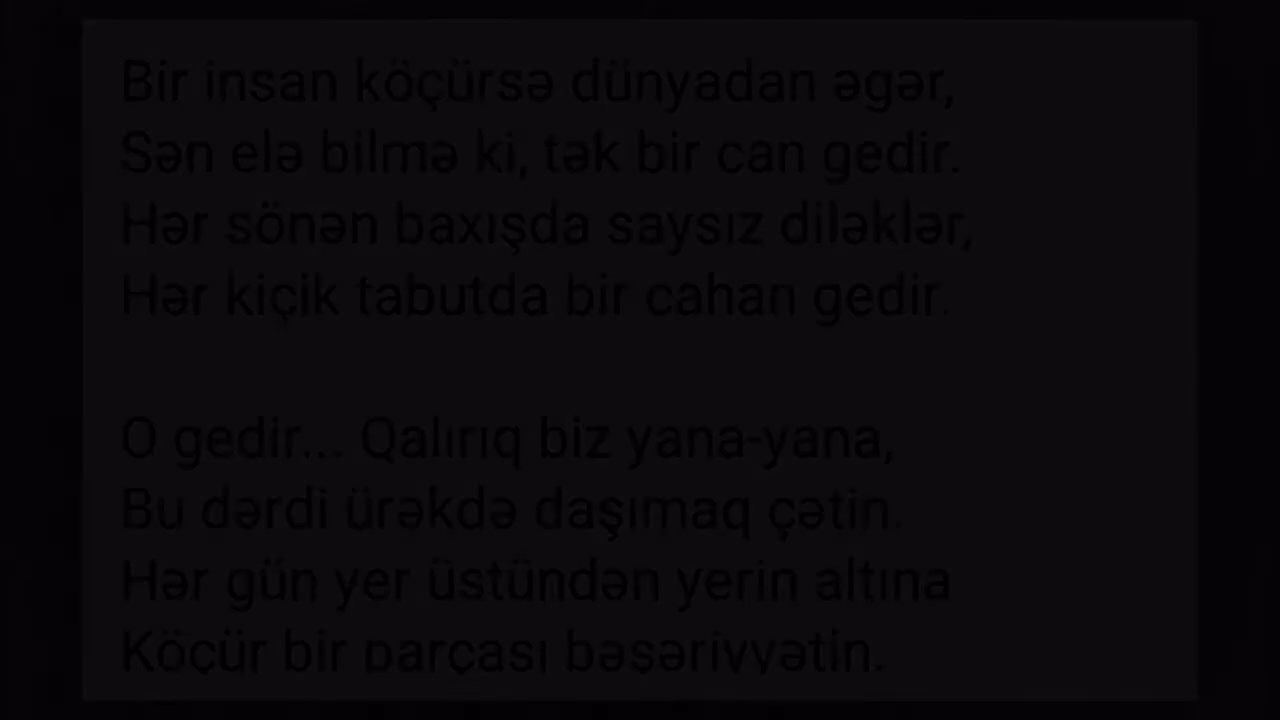 Bir insan köçürsə dünyadan əgər,
Sən elə bilmə ki, tək bir can gedir.
Hər sönən baxışda saysız diləklər,
Hər kiçik tabutda bir cahan gedir.
O gedir... Qalırıq biz yana-yana,
Bu dərdi ürəkdə daşımaq çətin.
Hər gün yer üstündən yerin altına
Köçür bir parçası bəşəriyyətin.